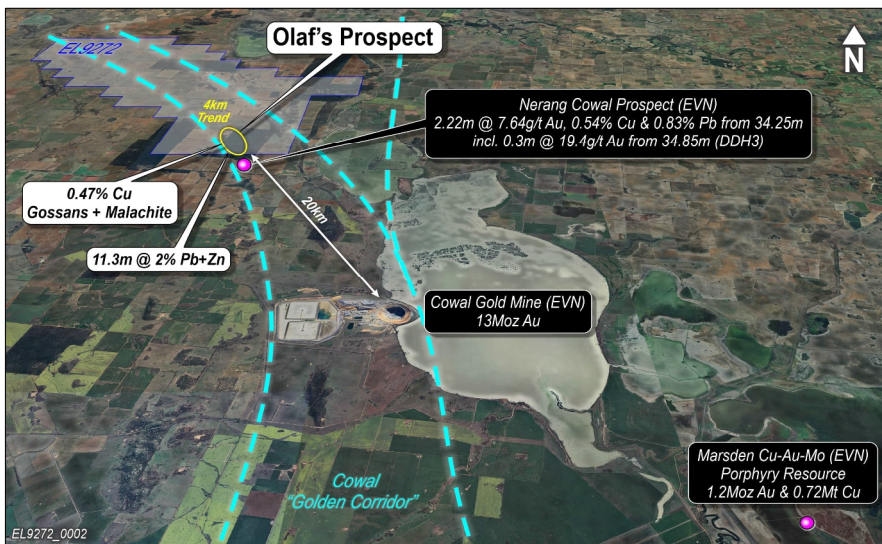 EL9272
Olaf's Prospect
N
4km
Trend
Nerang Cowal Prospect (EVN)
2.22m @ 7.64g/t Au, 0.54% Cu & 0.83% Pb from 34.25m
incl. 0.3m @ 19.4g/t Au from 34.85m (DDH3)
0.47% Cu
Gossans + Malachite
11.3m @ 2% Pb+Zn
20km
Cowal Gold Mine (EVN)
13Moz Au
Cowal
"Golden Corridor"
Marsden Cu-Au-Mo (EVN)
Porphyry Resource
1.2Moz Au & 0.72Mt Cu
EL9272_0002